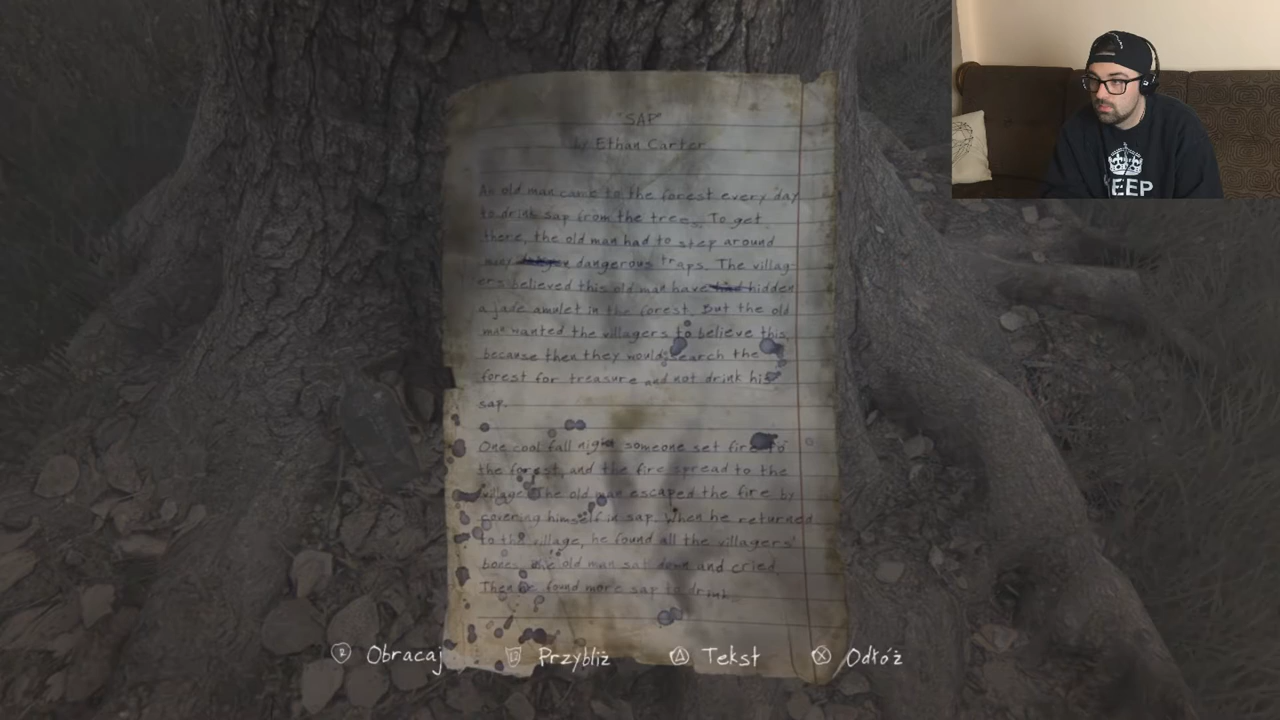 "SAP"
by Ethan Carter
An old man came to the forest every day
to drink sap from the tree. To get
there, the old man had to step around
many dangerous traps. The villag-
ers believed this old man have had hidden
a jade amulet in the forest. But the old
man wanted the villagers to believe this,
because then they would search the
forest for treasure and not drink his
sap.
One cool fall night someone set fire to
the forest, and the fire spread to the
village. The old man escaped the fire by
covering himself in sap. When he returned
to the village, he found all the villagers'
bones. The old man sat down and cried
Then he found more sap to drink.
Obracaj Przybliż Tekst Odłóż
KEEP